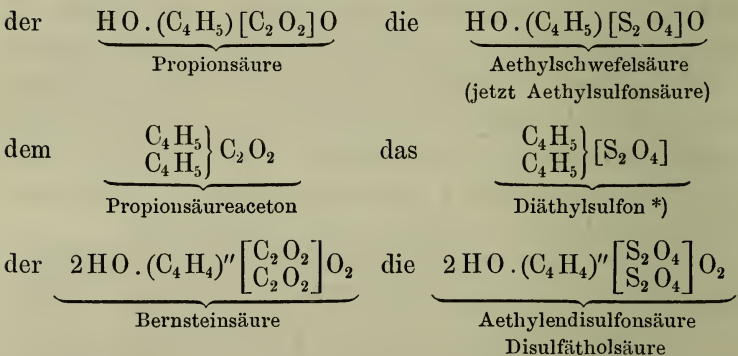 der HO.(C₄H₅)[C₂O₂]O die HO.(C₄H₅)[S₂O₄]O
Propionsäure Aethylschwefelsäure
(jetzt Aethylsulfonsäure)
dem C₄H₅ C₄H₅} C₂O₂ das C₄H₅ C₄H₅} [S₂O₄]
Propionsäureaceton Diäthylsulfon *)
der 2HO.(C₄H₄)″[C₂O₂ C₂O₂]O₂ die 2HO.(C₄H₄)″[S₂O₄ S₂O₄]O₂
Bernsteinsäure Aethylendisulfonsäure
Disulfätholsäure